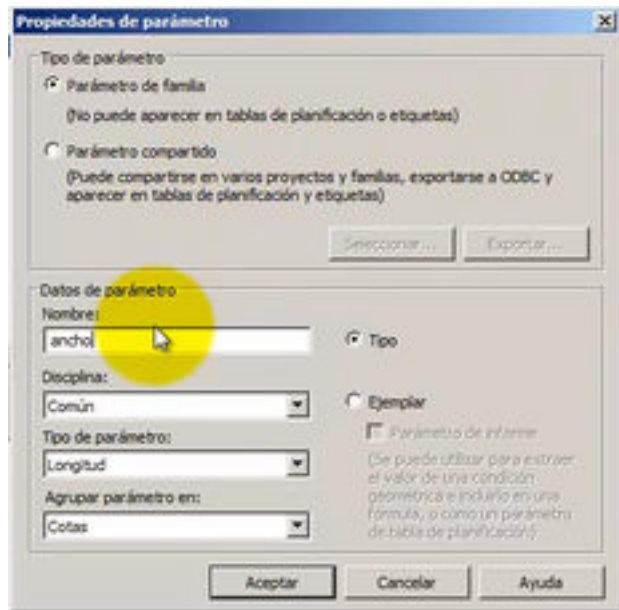 Propiedades de parámetro
Tipo de parámetro
Parámetro de familia
(No puede aparecer en tablas de planificación o etiquetas)
Parámetro compartido
(Puede compartirse en varios proyectos y familias, exportarse a ODBC y
aparecer en tablas de planificación y etiquetas)
Seleccionar... Exportar...
Datos de parámetro
Nombre:
ancho
Tipo
Disciplina:
Común
Ejemplar
Parámetro de informe
Tipo de parámetro:
Longitud
(Se puede utilizar para extraer
el valor de una condición
geométrica e incluirlo en una
fórmula, o como un parámetro
de tabla de planificación)
Agrupar parámetro en:
Cotas
Aceptar Cancelar Ayuda